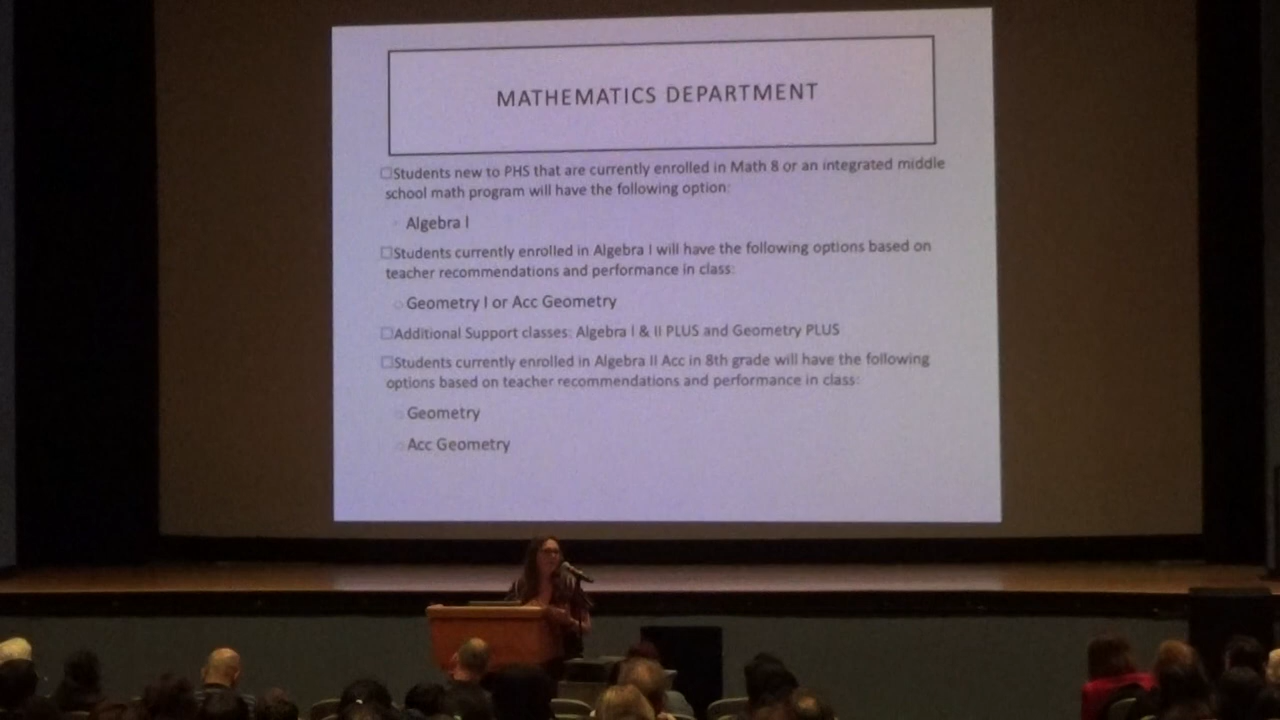 MATHEMATICS DEPARTMENT
Students new to PHS that are currently enrolled in Math 8 or an integrated middle
school math program will have the following option:
Algebra I
Students currently enrolled in Algebra I will have the following options based on
teacher recommendations and performance in class:
Geometry I or Acc Geometry
Additional Support classes: Algebra I & II PLUS and Geometry PLUS
Students currently enrolled in Algebra II Acc in 8th grade will have the following
options based on teacher recommendations and performance in class:
Geometry
Acc Geometry